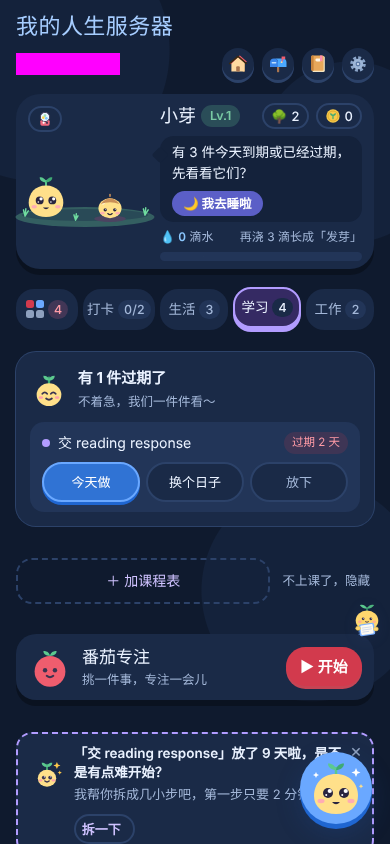 我的人生服务器
小芽 Lv.1 2 0
有 3 件今天到期或已经过期，
先看看它们？
我去睡啦
0 滴水 再浇 3 滴长成「发芽」
4 打卡 0/2 生活 3 学习 4 工作 2
有 1 件过期了
不着急，我们一件件看～
交 reading response 过期 2 天
今天做 换个日子 放下
＋ 加课程表 不上课了，隐藏
番茄专注
挑一件事，专注一会儿
▶ 开始
「交 reading response」放了 9 天啦，是不 ×
是有点难开始？
我帮你拆成几小步吧，第一步只要 2 分
拆一下